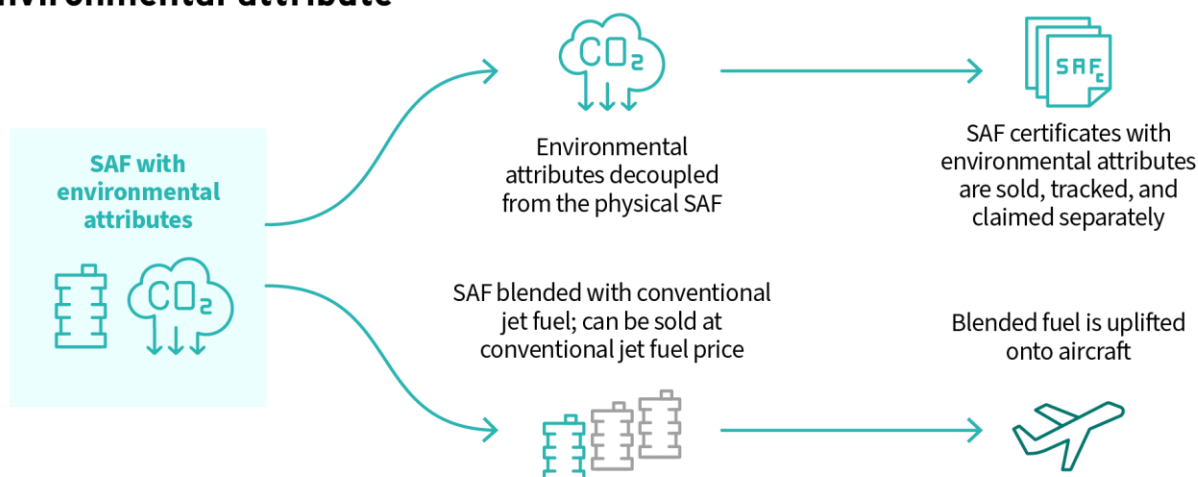 environmental attribute
SAF with
environmental
attributes
CO2
CO2
Environmental
attributes decoupled
from the physical SAF
SAFc
SAF certificates with
environmental attributes
are sold, tracked, and
claimed separately
SAF blended with conventional
jet fuel; can be sold at
conventional jet fuel price
Blended fuel is uplifted
onto aircraft